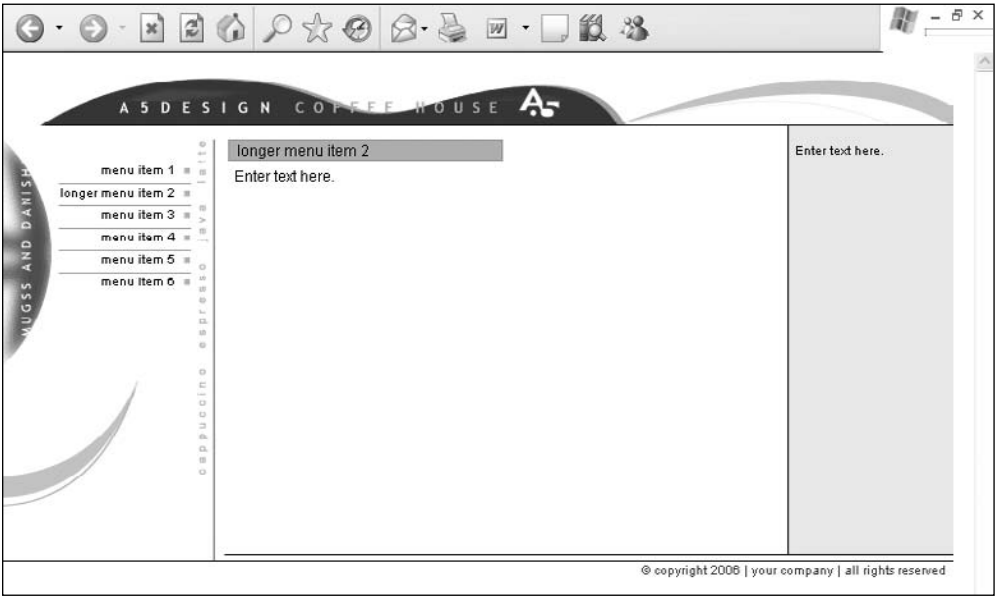 A5DESIGN COFFEE HOUSE A5
MUGSS AND DANISH
menu item 1
longer menu item 2
menu item 3
menu item 4
menu item 5
menu item 6
cappuccino espresso java latte
longer menu item 2
Enter text here.
Enter text here.
© copyright 2006 | your company | all rights reserved